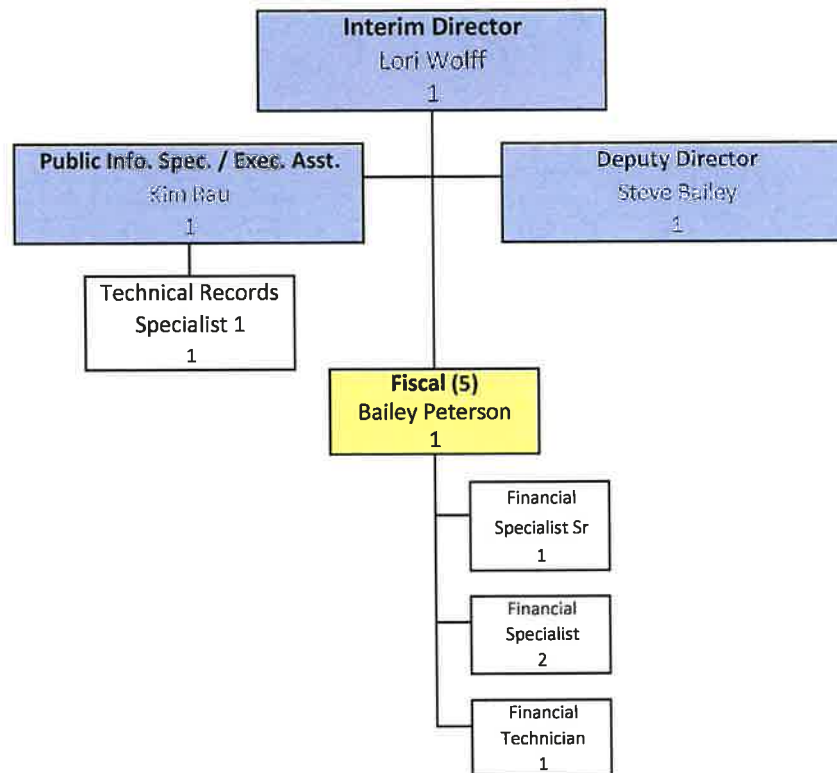 Interim Director
Lori Wolff
1
Public Info. Spec. / Exec. Asst.
Kim Rau
1
Deputy Director
Steve Bailey
1
Technical Records
Specialist 1
1
Fiscal (5)
Bailey Peterson
1
Financial
Specialist Sr
1
Financial
Specialist
2
Financial
Technician
1